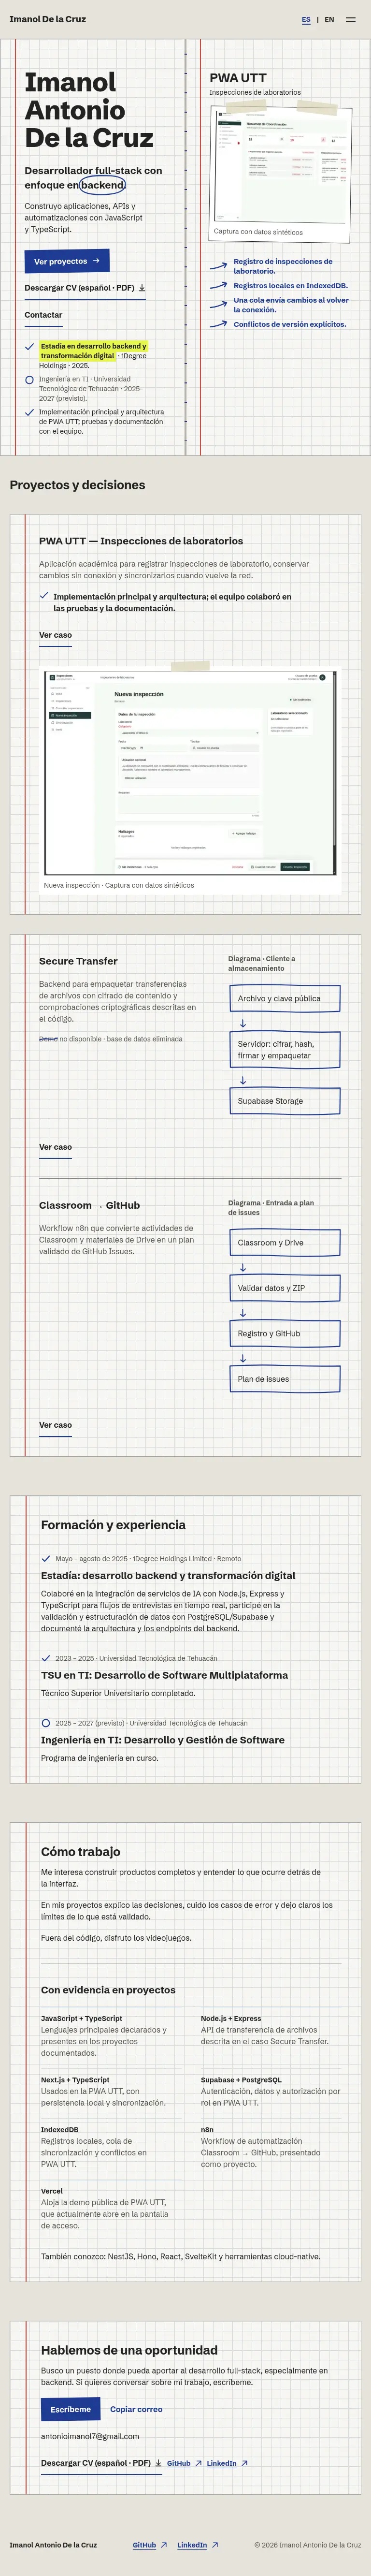 Imanol De la Cruz
ES | EN
Imanol
Antonio
De la Cruz
Desarrollador full-stack con
enfoque en backend.
Construyo aplicaciones, APIs y
automatizaciones con JavaScript
y TypeScript.
Ver proyectos →
Descargar CV (español · PDF)
Contactar
Estadía en desarrollo backend y
transformación digital · 1Degree
Holdings · 2025.
Ingeniería en TI · Universidad
Tecnológica de Tehuacán · 2025–
2027 (previsto).
Implementación principal y arquitectura
de PWA UTT; pruebas y documentación
con el equipo.
PWA UTT
Inspecciones de laboratorios
Resumen de Coordinación
Captura con datos sintéticos
Registro de inspecciones de
laboratorio.
Registros locales en IndexedDB.
Una cola envía cambios al volver
la conexión.
Conflictos de versión explícitos.
Proyectos y decisiones
PWA UTT — Inspecciones de laboratorios
Aplicación académica para registrar inspecciones de laboratorio, conservar
cambios sin conexión y sincronizarlos cuando vuelve la red.
Implementación principal y arquitectura; el equipo colaboró en
las pruebas y la documentación.
Ver caso
Nueva inspección
Datos de la inspección
Hallazgos
Nueva inspección · Captura con datos sintéticos
Secure Transfer
Backend para empaquetar transferencias
de archivos con cifrado de contenido y
comprobaciones criptográficas descritas en
el código.
Demo no disponible · base de datos eliminada
Ver caso
Diagrama · Cliente a
almacenamiento
Archivo y clave pública
Servidor: cifrar, hash,
firmar y empaquetar
Supabase Storage
Classroom → GitHub
Workflow n8n que convierte actividades de
Classroom y materiales de Drive en un plan
validado de GitHub Issues.
Ver caso
Diagrama · Entrada a plan
de issues
Classroom y Drive
Validar datos y ZIP
Registro y GitHub
Plan de issues
Formación y experiencia
Mayo – agosto de 2025 · 1Degree Holdings Limited · Remoto
Estadía: desarrollo backend y transformación digital
Colaboré en la integración de servicios de IA con Node.js, Express y
TypeScript para flujos de entrevistas en tiempo real, participé en la
validación y estructuración de datos con PostgreSQL/Supabase y
documenté la arquitectura y los endpoints del backend.
2023 – 2025 · Universidad Tecnológica de Tehuacán
TSU en TI: Desarrollo de Software Multiplataforma
Técnico Superior Universitario completado.
2025 – 2027 (previsto) · Universidad Tecnológica de Tehuacán
Ingeniería en TI: Desarrollo y Gestión de Software
Programa de ingeniería en curso.
Cómo trabajo
Me interesa construir productos completos y entender lo que ocurre detrás de
la interfaz.
En mis proyectos explico las decisiones, cuido los casos de error y dejo claros los
límites de lo que está validado.
Fuera del código, disfruto los videojuegos.
Con evidencia en proyectos
JavaScript + TypeScript
Lenguajes principales declarados y
presentes en los proyectos
documentados.
Node.js + Express
API de transferencia de archivos
descrita en el caso Secure Transfer.
Next.js + TypeScript
Usados en la PWA UTT, con
persistencia local y sincronización.
Supabase + PostgreSQL
Autenticación, datos y autorización por
rol en PWA UTT.
IndexedDB
Registros locales, cola de
sincronización y conflictos en
PWA UTT.
n8n
Workflow de automatización
Classroom → GitHub, presentado
como proyecto.
Vercel
Aloja la demo pública de PWA UTT,
que actualmente abre en la pantalla
de acceso.
También conozco: NestJS, Hono, React, SvelteKit y herramientas cloud-native.
Hablemos de una oportunidad
Busco un puesto donde pueda aportar al desarrollo full-stack, especialmente en
backend. Si quieres conversar sobre mi trabajo, escríbeme.
Escríbeme
Copiar correo
antonioimanol7@gmail.com
Descargar CV (español · PDF)
GitHub
LinkedIn
Imanol Antonio De la Cruz
GitHub
LinkedIn
© 2026 Imanol Antonio De la Cruz